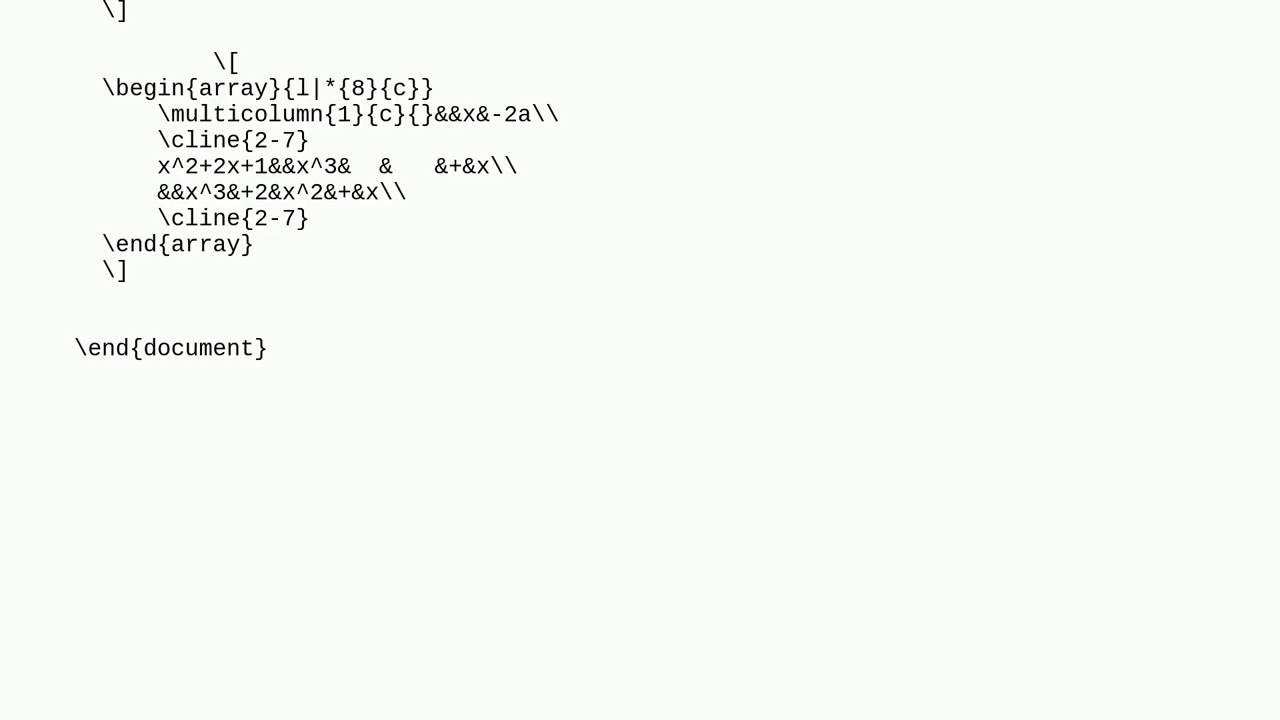 \]
\[
\begin{array}{l|*{8}{c}}
\multicolumn{1}{c}{}&&x&-2a\\
\cline{2-7}
x^2+2x+1&&x^3&  &   &+&x\\
&&x^3&+2&x^2&+&x\\
\cline{2-7}
\end{array}
\]
\end{document}